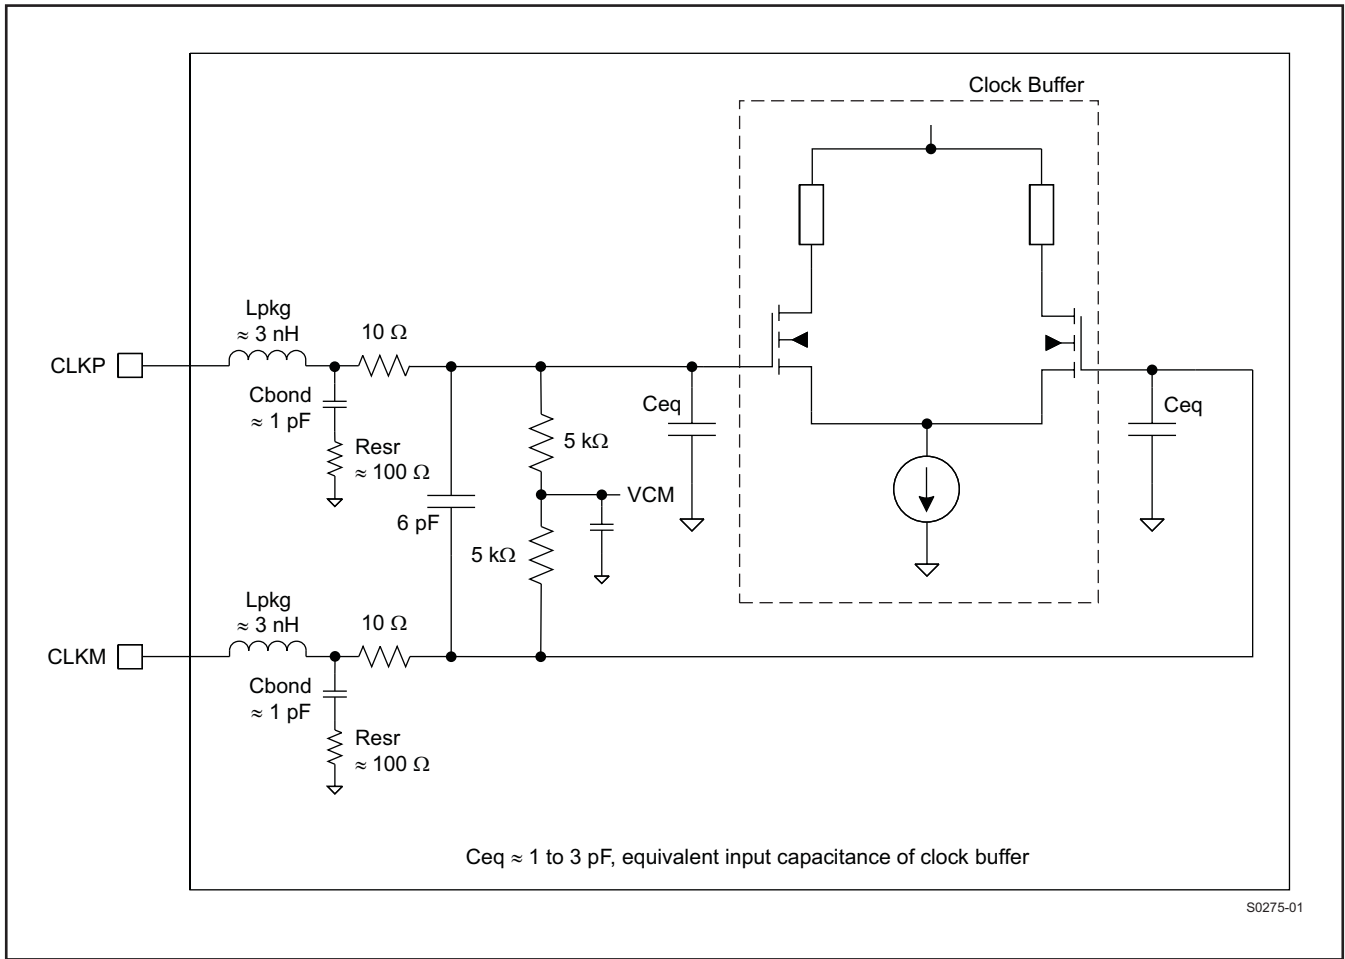 Clock Buffer
Lpkg
≈ 3 nH
10 Ω
CLKP
Cbond
≈ 1 pF
Resr
≈ 100 Ω
6 pF
5 kΩ
VCM
5 kΩ
Ceq
Ceq
Lpkg
≈ 3 nH
10 Ω
CLKM
Cbond
≈ 1 pF
Resr
≈ 100 Ω
Ceq ≈ 1 to 3 pF, equivalent input capacitance of clock buffer
S0275-01